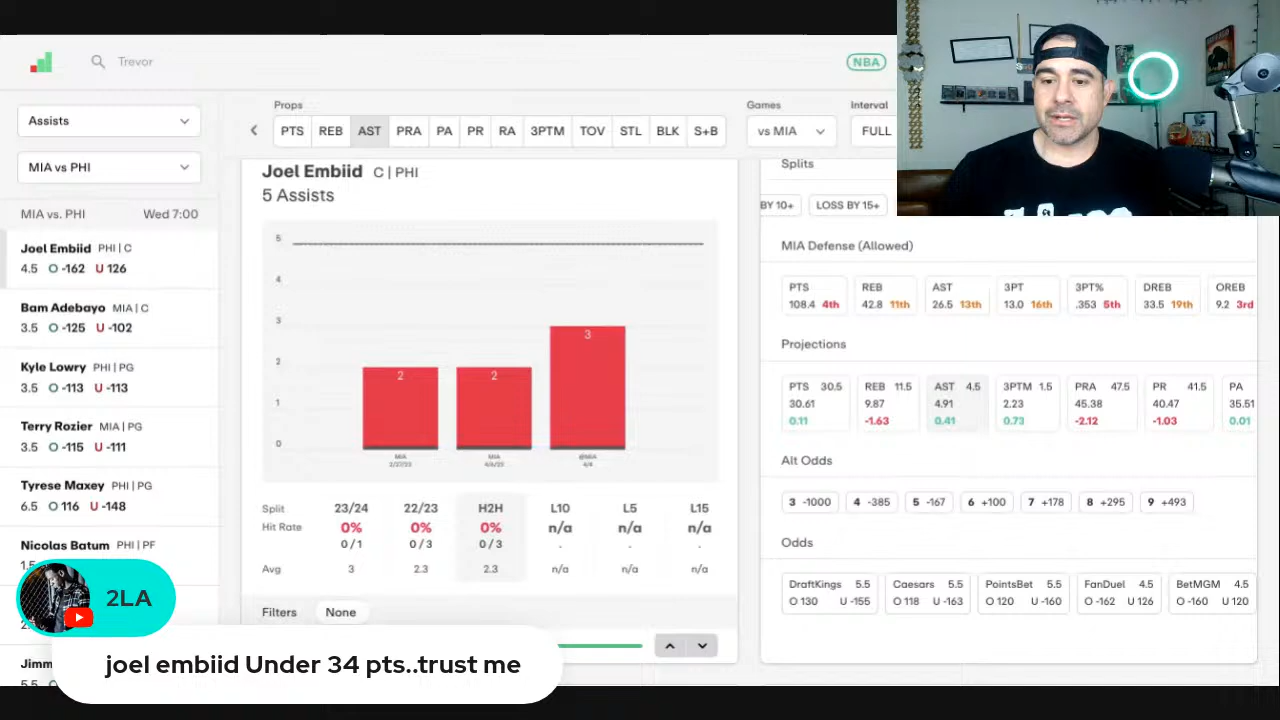 Trevor
NBA
Assists
MIA vs PHI
MIA vs. PHI Wed 7:00
Joel Embiid PHI | C
4.5 O -162 U 126
Bam Adebayo MIA | C
3.5 O -125 U -102
Kyle Lowry PHI | PG
3.5 O -113 U -113
Terry Rozier MIA | PG
3.5 O -115 U -111
Tyrese Maxey PHI | PG
6.5 O 116 U -148
Nicolas Batum PHI | PF
Props
PTS REB AST PRA PA PR RA 3PTM TOV STL BLK S+B
Games
vs MIA
Interval
FULL
Joel Embiid C | PHI
5 Assists
5
4
3
2
1
0
2 2 3
Split 23/24 22/23 H2H L10 L5 L15
Hit Rate 0% 0% 0% n/a n/a n/a
0 / 1 0 / 3 0 / 3 - - -
Avg 3 2.3 2.3 n/a n/a n/a
Filters None
Splits
BY 10+ LOSS BY 15+
MIA Defense (Allowed)
PTS REB AST 3PT 3PT% DREB OREB
108.4 4th 42.8 11th 26.5 13th 13.0 16th .353 5th 33.5 19th 9.2 3rd
Projections
PTS 30.5 REB 11.5 AST 4.5 3PTM 1.5 PRA 47.5 PR 41.5 PA
30.61 9.87 4.91 2.23 45.38 40.47 35.51
0.11 -1.63 0.41 0.73 -2.12 -1.03 0.01
Alt Odds
3 -1000 4 -385 5 -167 6 +100 7 +178 8 +295 9 +493
Odds
DraftKings 5.5 Caesars 5.5 PointsBet 5.5 FanDuel 4.5 BetMGM 4.5
O 130 U -155 O 118 U -163 O 120 U -160 O -162 U 126 O -160 U 120
2LA
joel embiid Under 34 pts..trust me